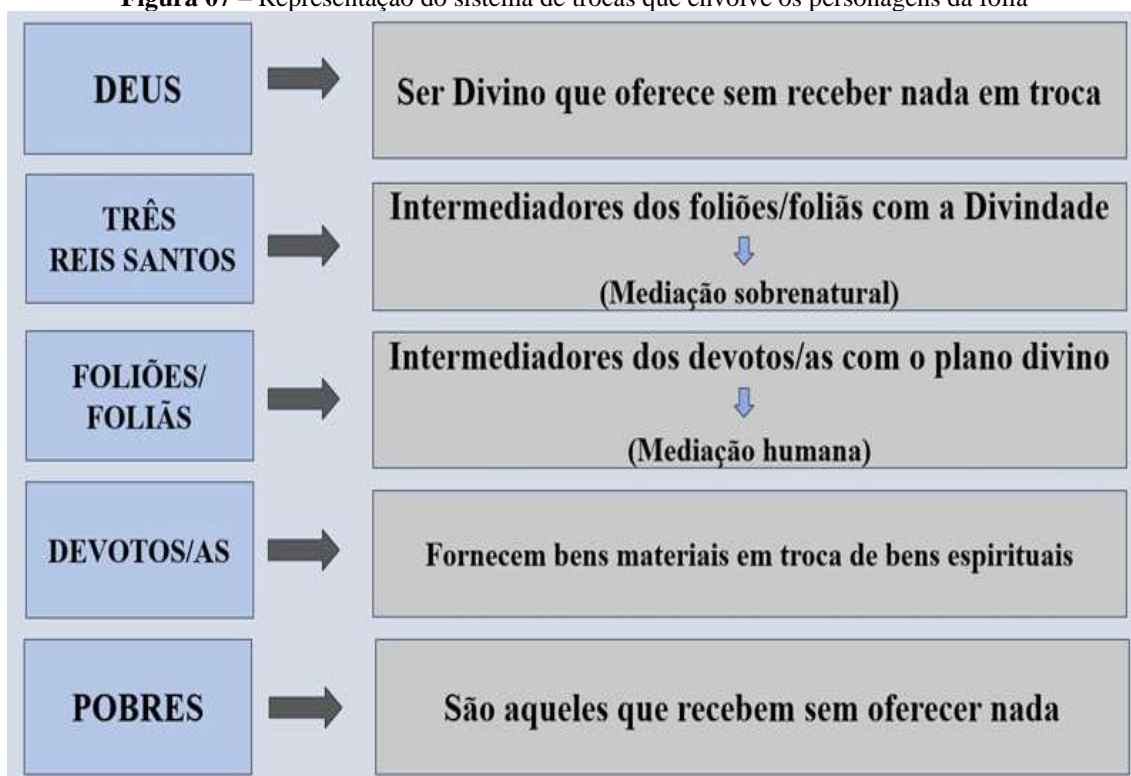 Figura 07 – Representação do sistema de trocas que envolve os personagens da folia
DEUS
Ser Divino que oferece sem receber nada em troca
TRÊS
REIS SANTOS
Intermediadores dos foliões/foliãs com a Divindade
(Mediação sobrenatural)
FOLIÕES/
FOLIÃS
Intermediadores dos devotos/as com o plano divino
(Mediação humana)
DEVOTOS/AS
Fornecem bens materiais em troca de bens espirituais
POBRES
São aqueles que recebem sem oferecer nada